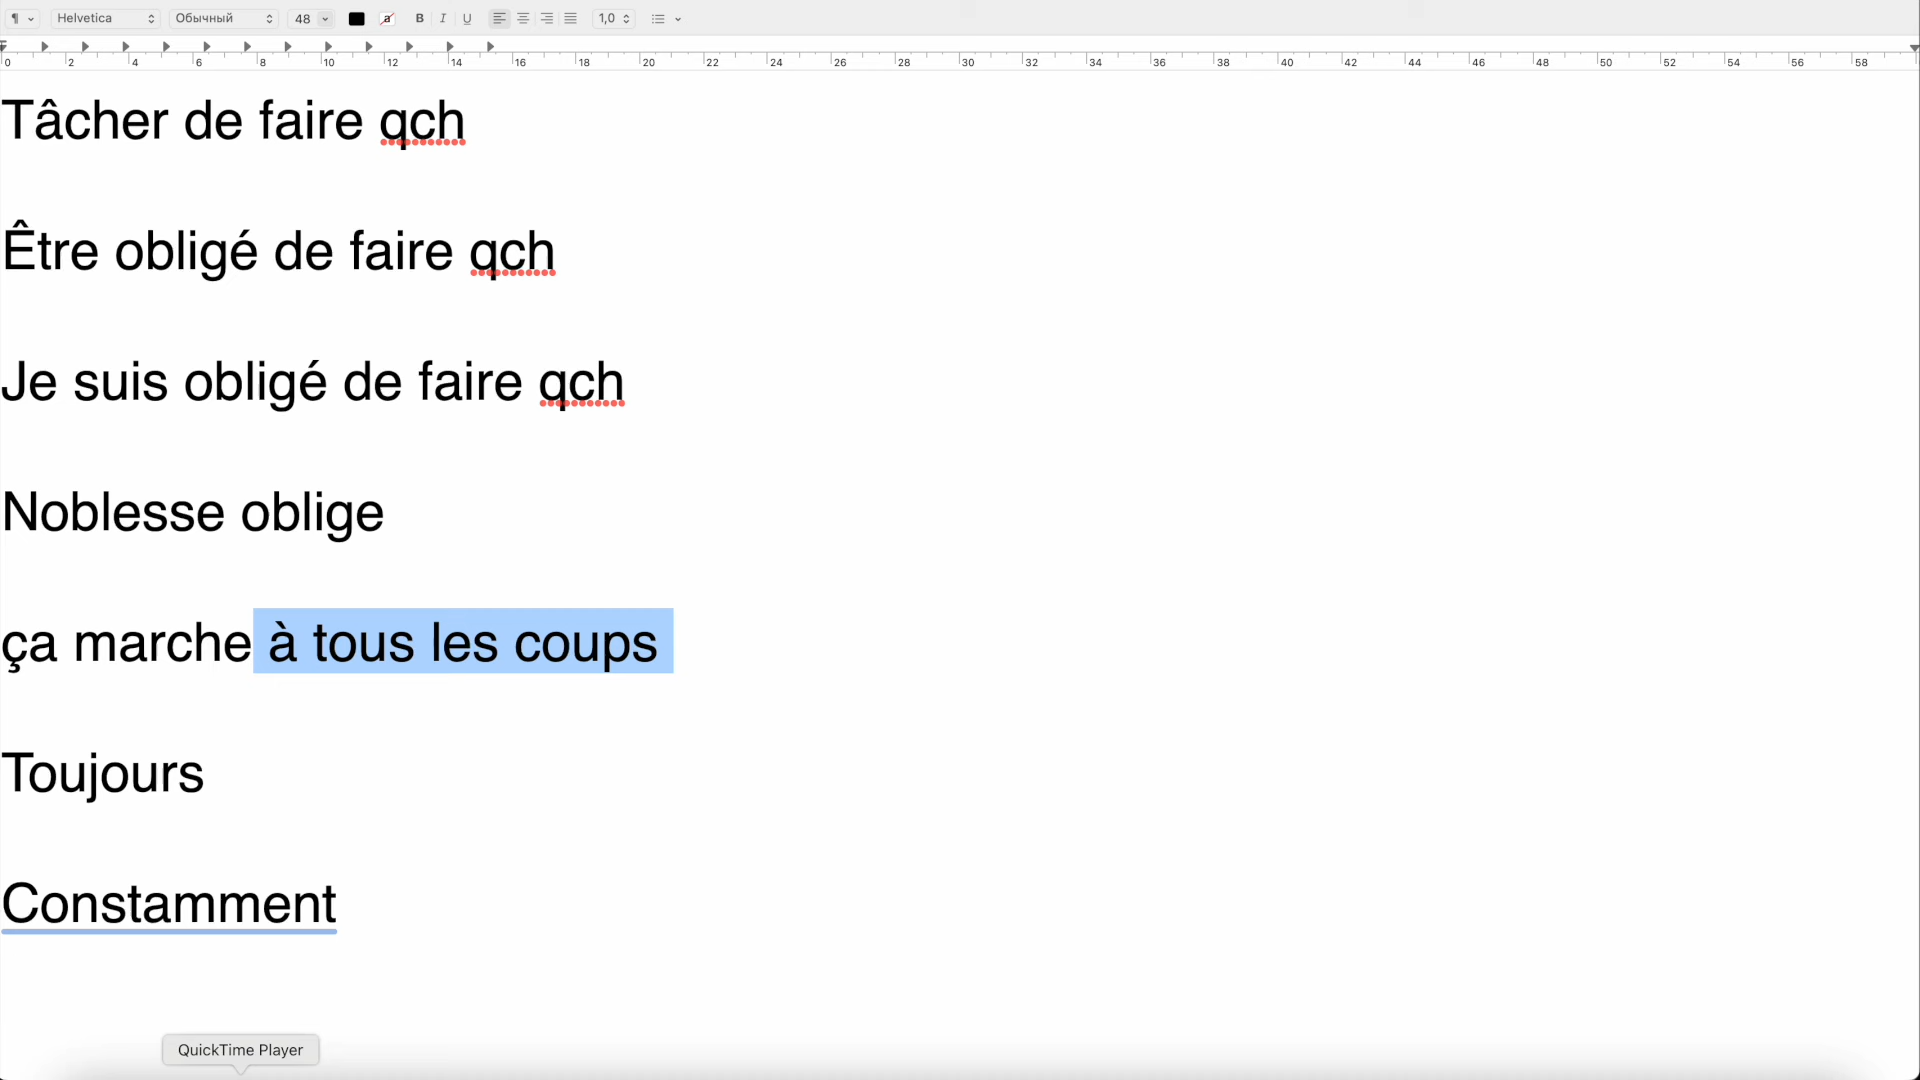 ¶ Helvetica Обычный 48 a B I U 1,0
0 2 4 6 8 10 12 14 16 18 20 22 24 26 28 30 32 34 36 38 40 42 44 46 48 50 52 54 56 58
Tâcher de faire qch
Être obligé de faire qch
Je suis obligé de faire qch
Noblesse oblige
ça marche à tous les coups
Toujours
Constamment
QuickTime Player